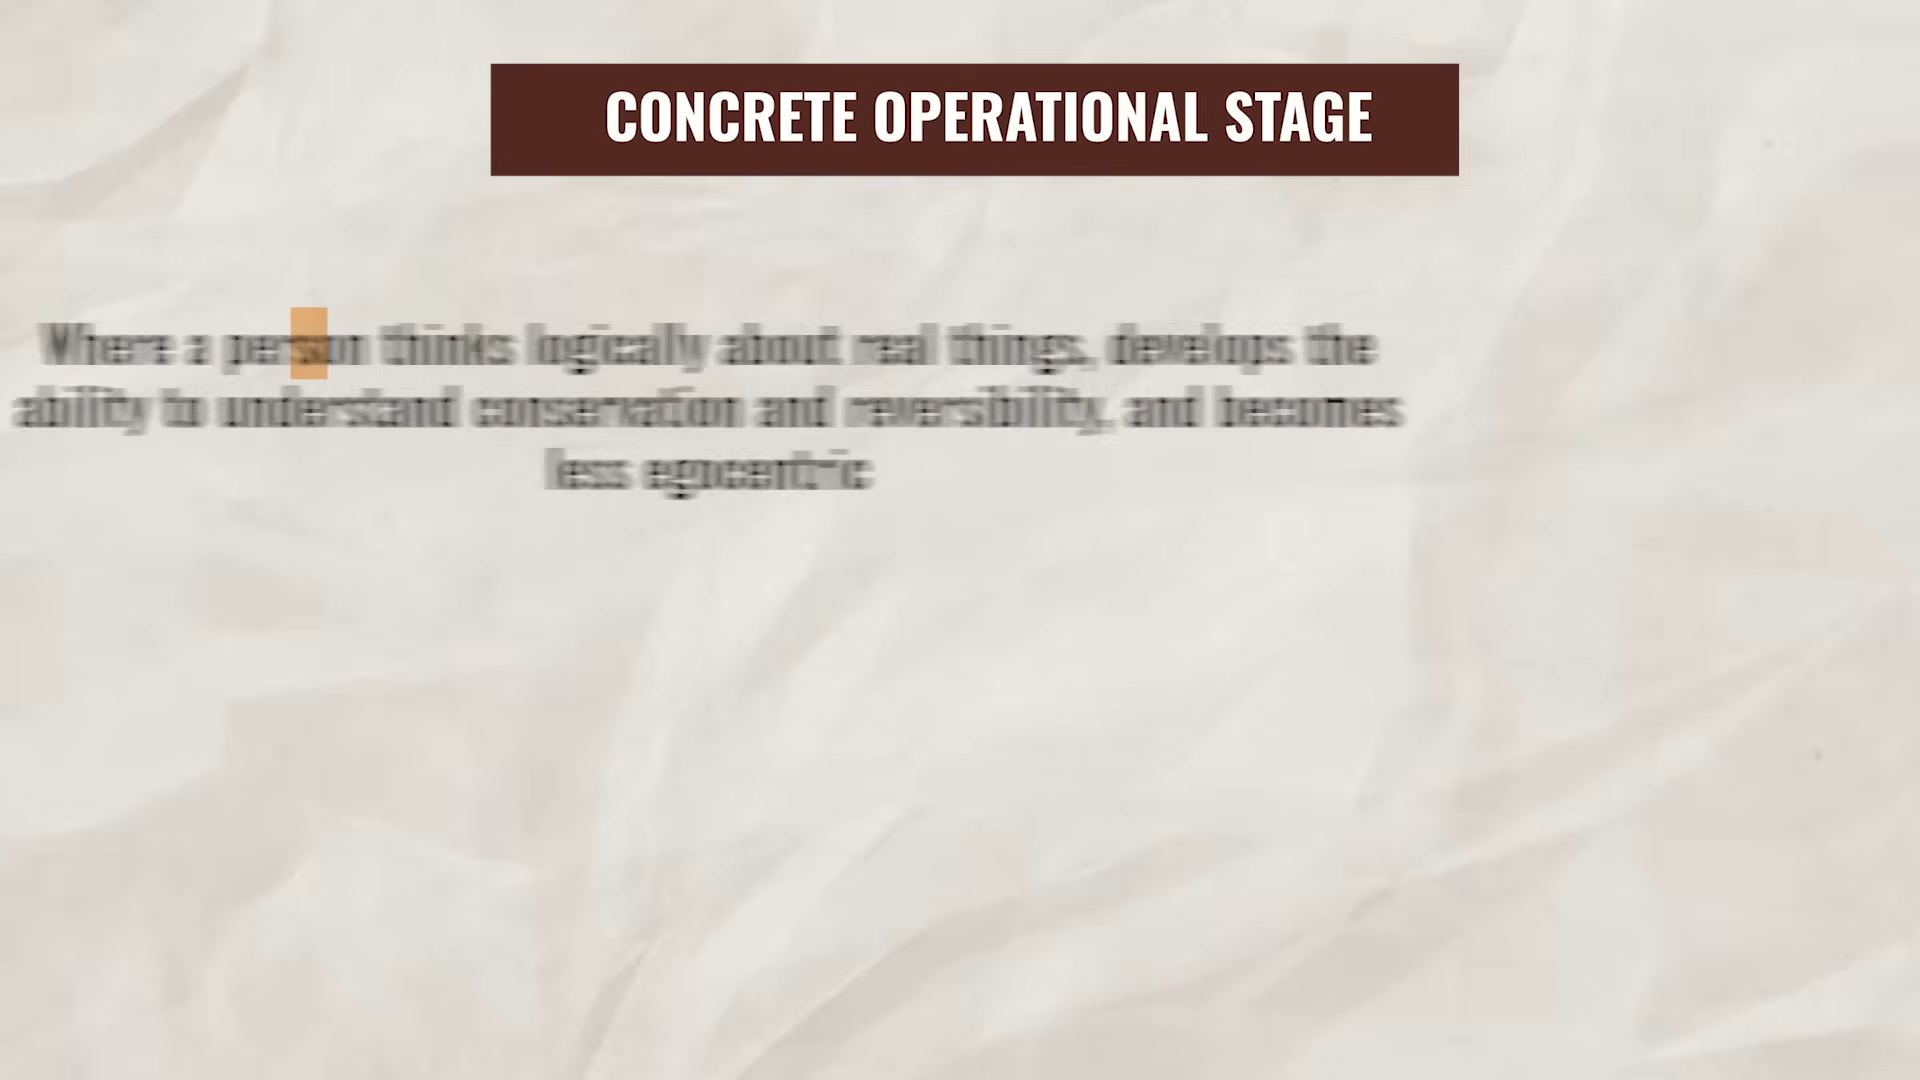 CONCRETE OPERATIONAL STAGE
Where a person thinks logically about real things, develops the
ability to understand conservation and reversibility, and becomes
less egocentric